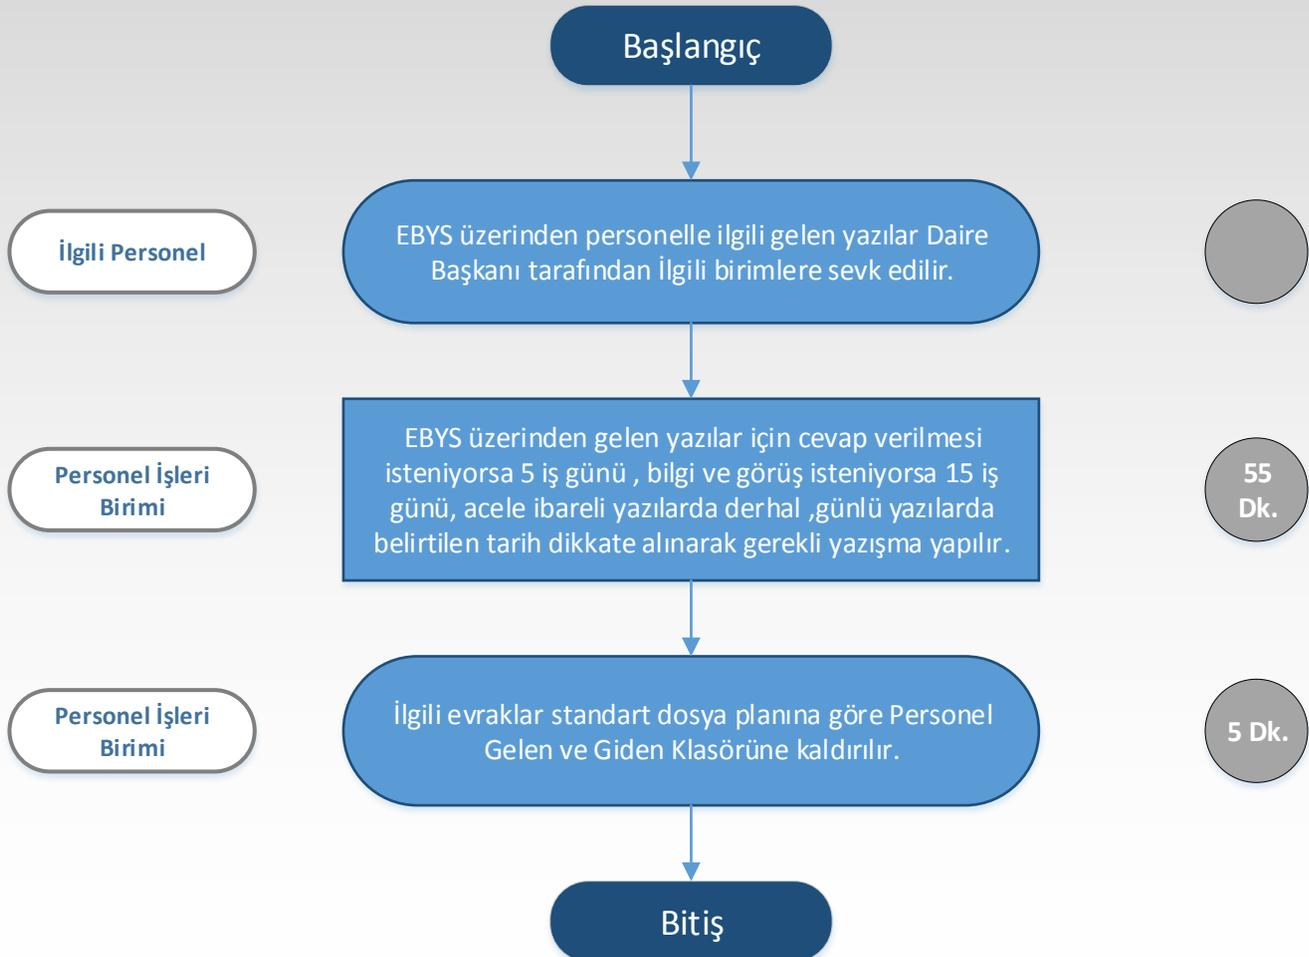 Başlangıç
İlgili Personel
EBYS üzerinden personelle ilgili gelen yazılar Daire
Başkanı tarafından İlgili birimlere sevk edilir.
Personel İşleri
Birimi
EBYS üzerinden gelen yazılar için cevap verilmesi
isteniyorsa 5 iş günü , bilgi ve görüş isteniyorsa 15 iş
günü, acele ibareli yazılarda derhal ,günlü yazılarda
belirtilen tarih dikkate alınarak gerekli yazışma yapılır.
55
Dk.
Personel İşleri
Birimi
İlgili evraklar standart dosya planına göre Personel
Gelen ve Giden Klasörüne kaldırılır.
5 Dk.
Bitiş